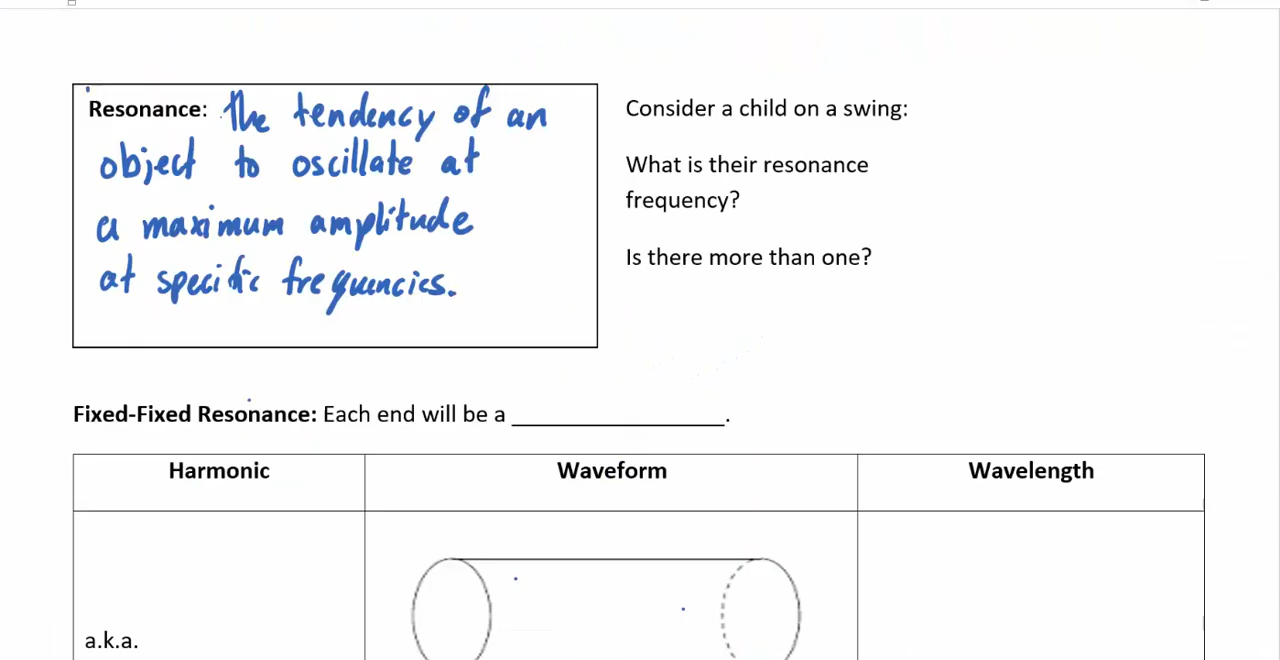 Resonance: the tendency of an
object to oscillate at
a maximum amplitude
at specific frequencies.
Consider a child on a swing:
What is their resonance
frequency?
Is there more than one?
Fixed-Fixed Resonance: Each end will be a _________________.
Harmonic Waveform Wavelength
a.k.a.